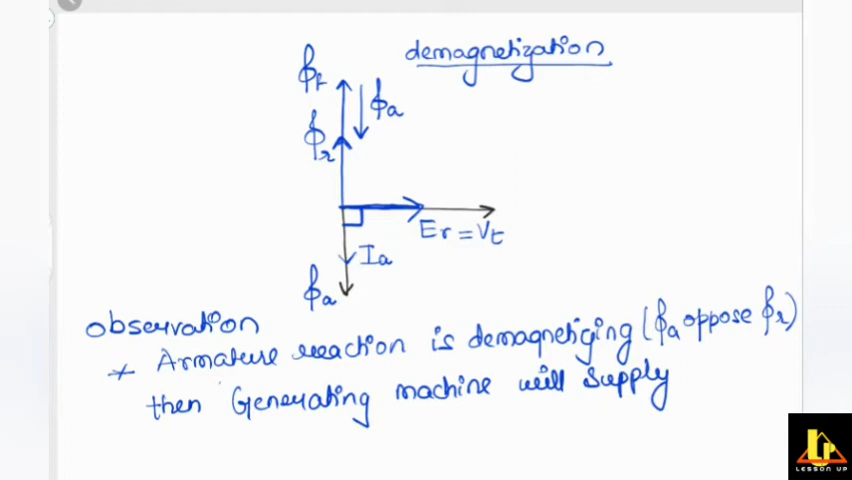 demagnetization
ϕf
ϕa
ϕr
Er = Vt
Ia
ϕa
observation
* Armature reaction is demagnetizing (ϕa oppose ϕr)
then Generating machine will supply
LP
LESSON UP